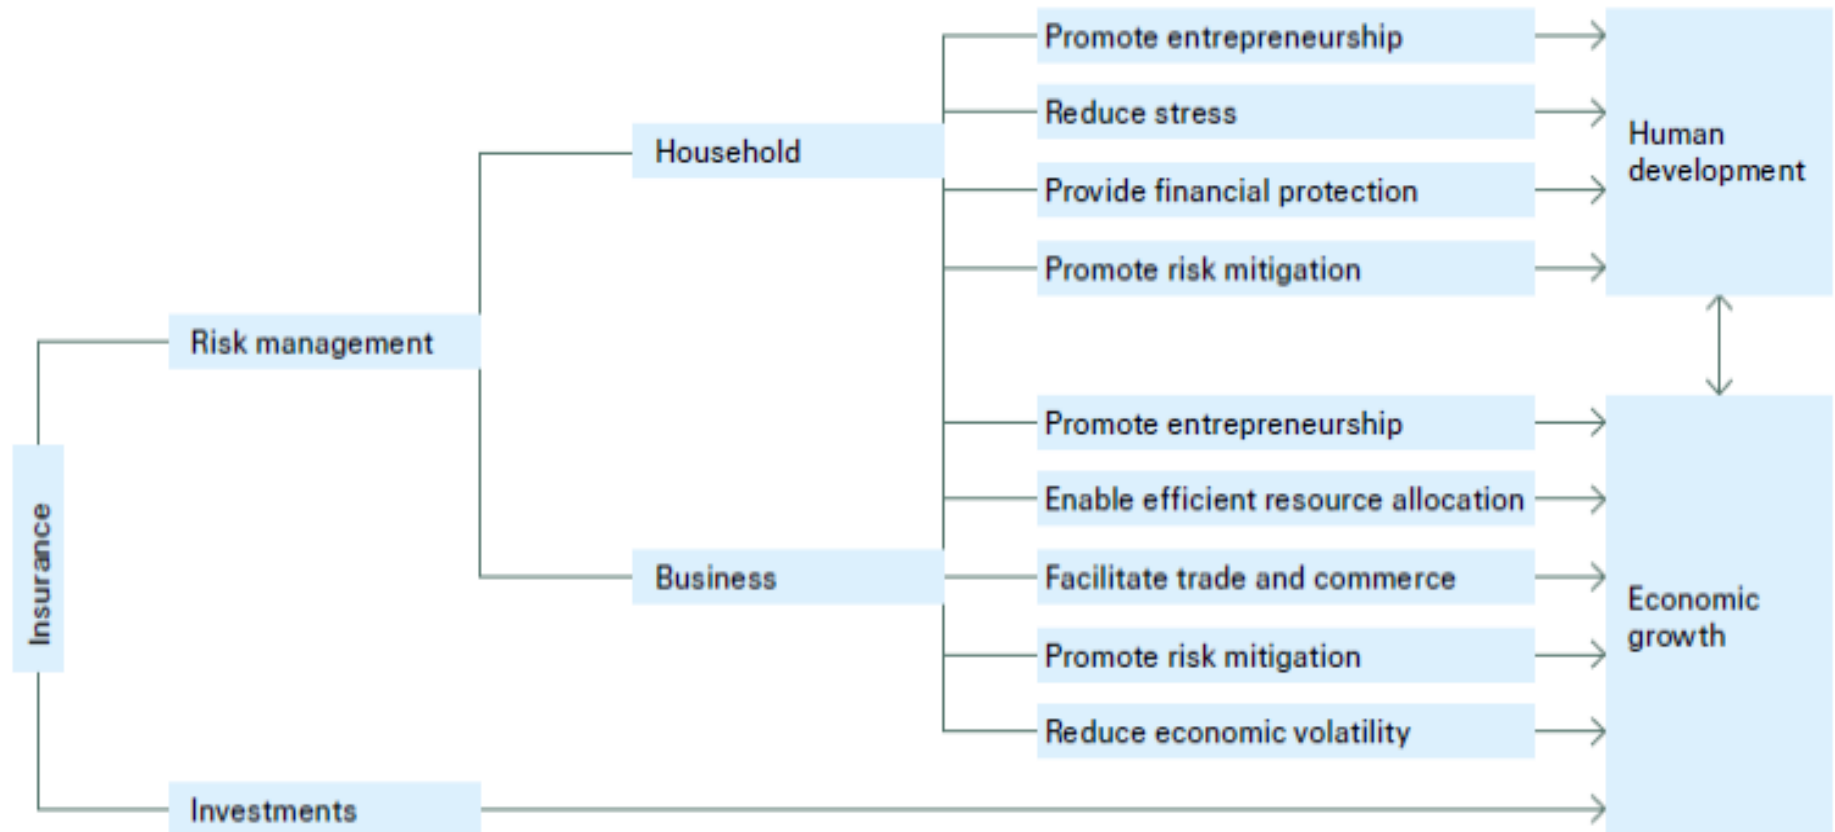 Insurance
Risk management
Investments
Household
Business
Promote entrepreneurship
Reduce stress
Provide financial protection
Promote risk mitigation
Promote entrepreneurship
Enable efficient resource allocation
Facilitate trade and commerce
Promote risk mitigation
Reduce economic volatility
Human
development
Economic
growth